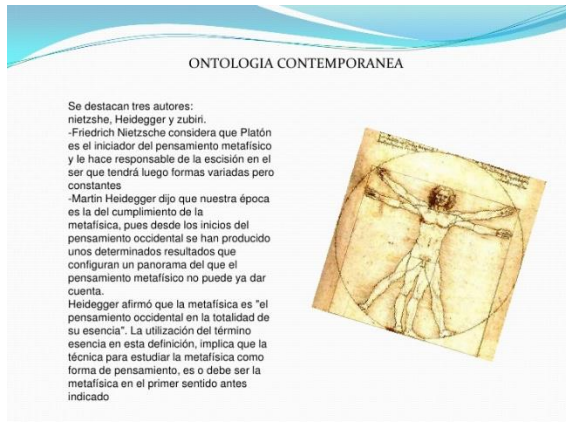 ONTOLOGIA CONTEMPORANEA
Se destacan tres autores:
nietzshe, Heidegger y zubiri.
-Friedrich Nietzsche considera que Platón
es el iniciador del pensamiento metafísico
y le hace responsable de la escisión en el
ser que tendrá luego formas variadas pero
constantes
-Martin Heidegger dijo que nuestra época
es la del cumplimiento de la
metafísica, pues desde los inicios del
pensamiento occidental se han producido
unos determinados resultados que
configuran un panorama del que el
pensamiento metafísico no puede ya dar
cuenta.
Heidegger afirmó que la metafísica es "el
pensamiento occidental en la totalidad de
su esencia". La utilización del término
esencia en esta definición, implica que la
técnica para estudiar la metafísica como
forma de pensamiento, es o debe ser la
metafísica en el primer sentido antes
indicado